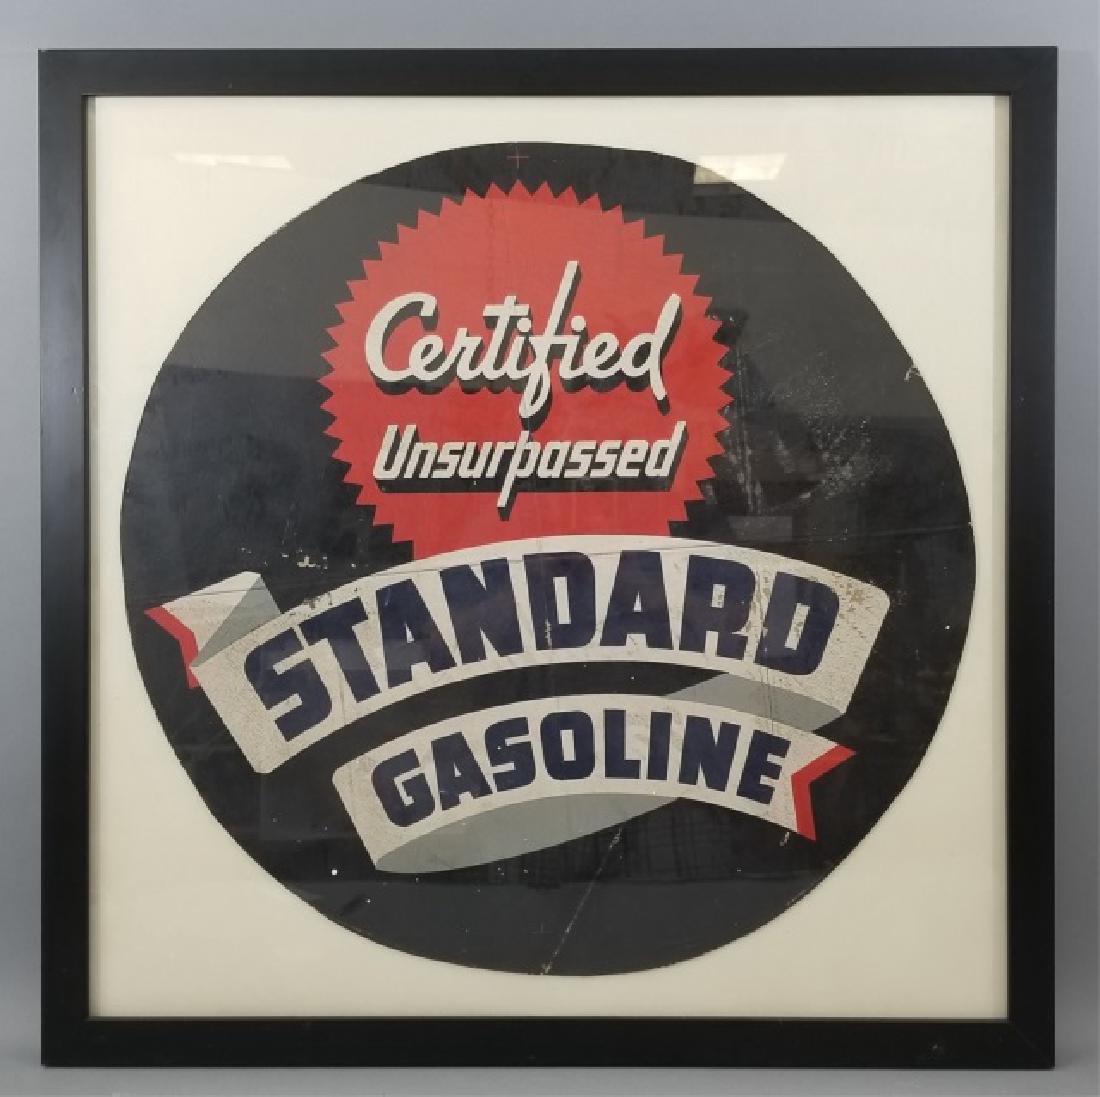 Certified
Unsurpassed
STANDARD
GASOLINE